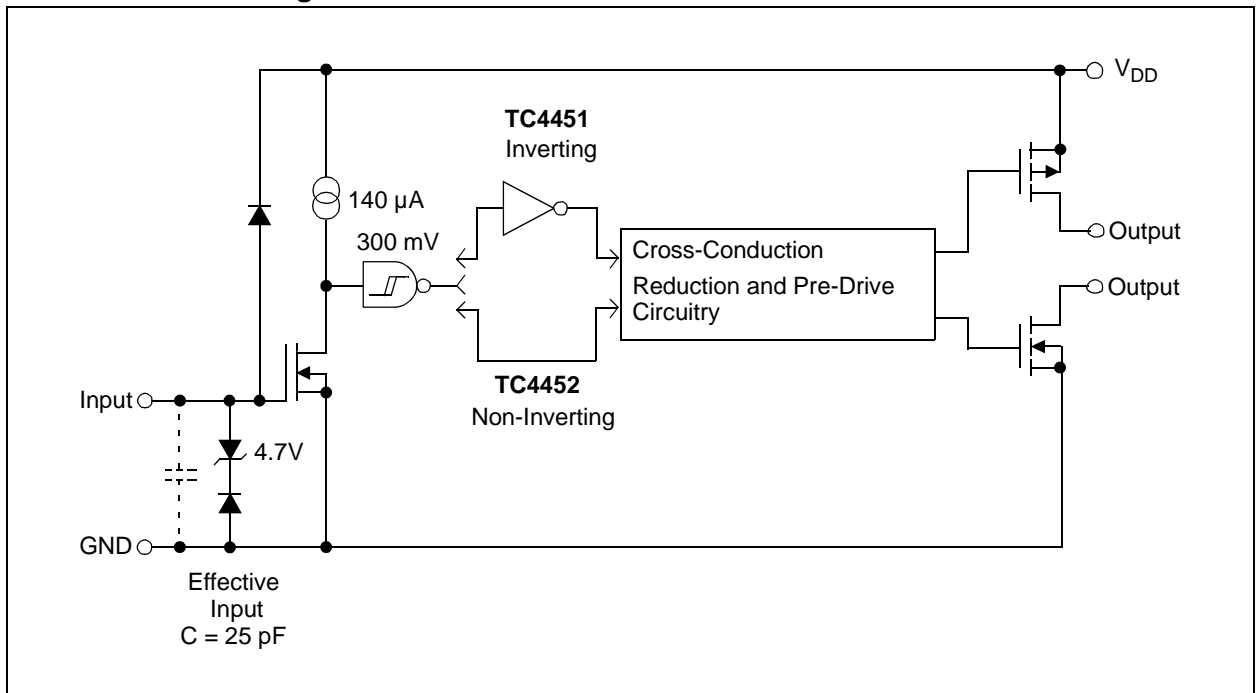 VDD
TC4451
Inverting
140 µA
300 mV
Cross-Conduction
Reduction and Pre-Drive
Circuitry
Output
Output
TC4452
Non-Inverting
Input
4.7V
GND
Effective
Input
C = 25 pF